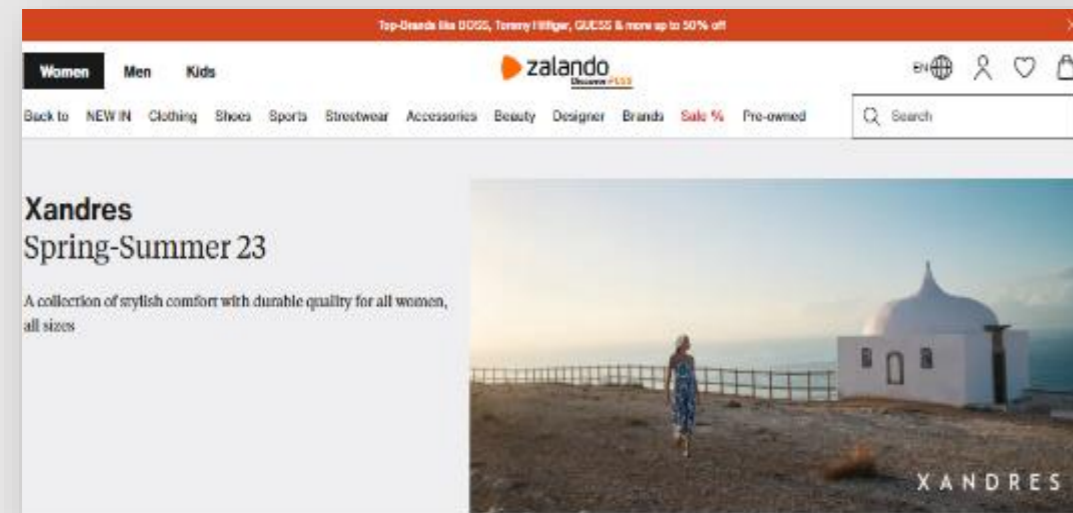 Top-Brands like BOSS, Tommy Hilfiger, GUESS & more up to 50% off
Women Men Kids
zalando
Discover PLUS
EN
Back to NEW IN Clothing Shoes Sports Streetwear Accessories Beauty Designer Brands Sale % Pre-owned
Search
Xandres
Spring-Summer 23
A collection of stylish comfort with durable quality for all women,
all sizes
XANDRES